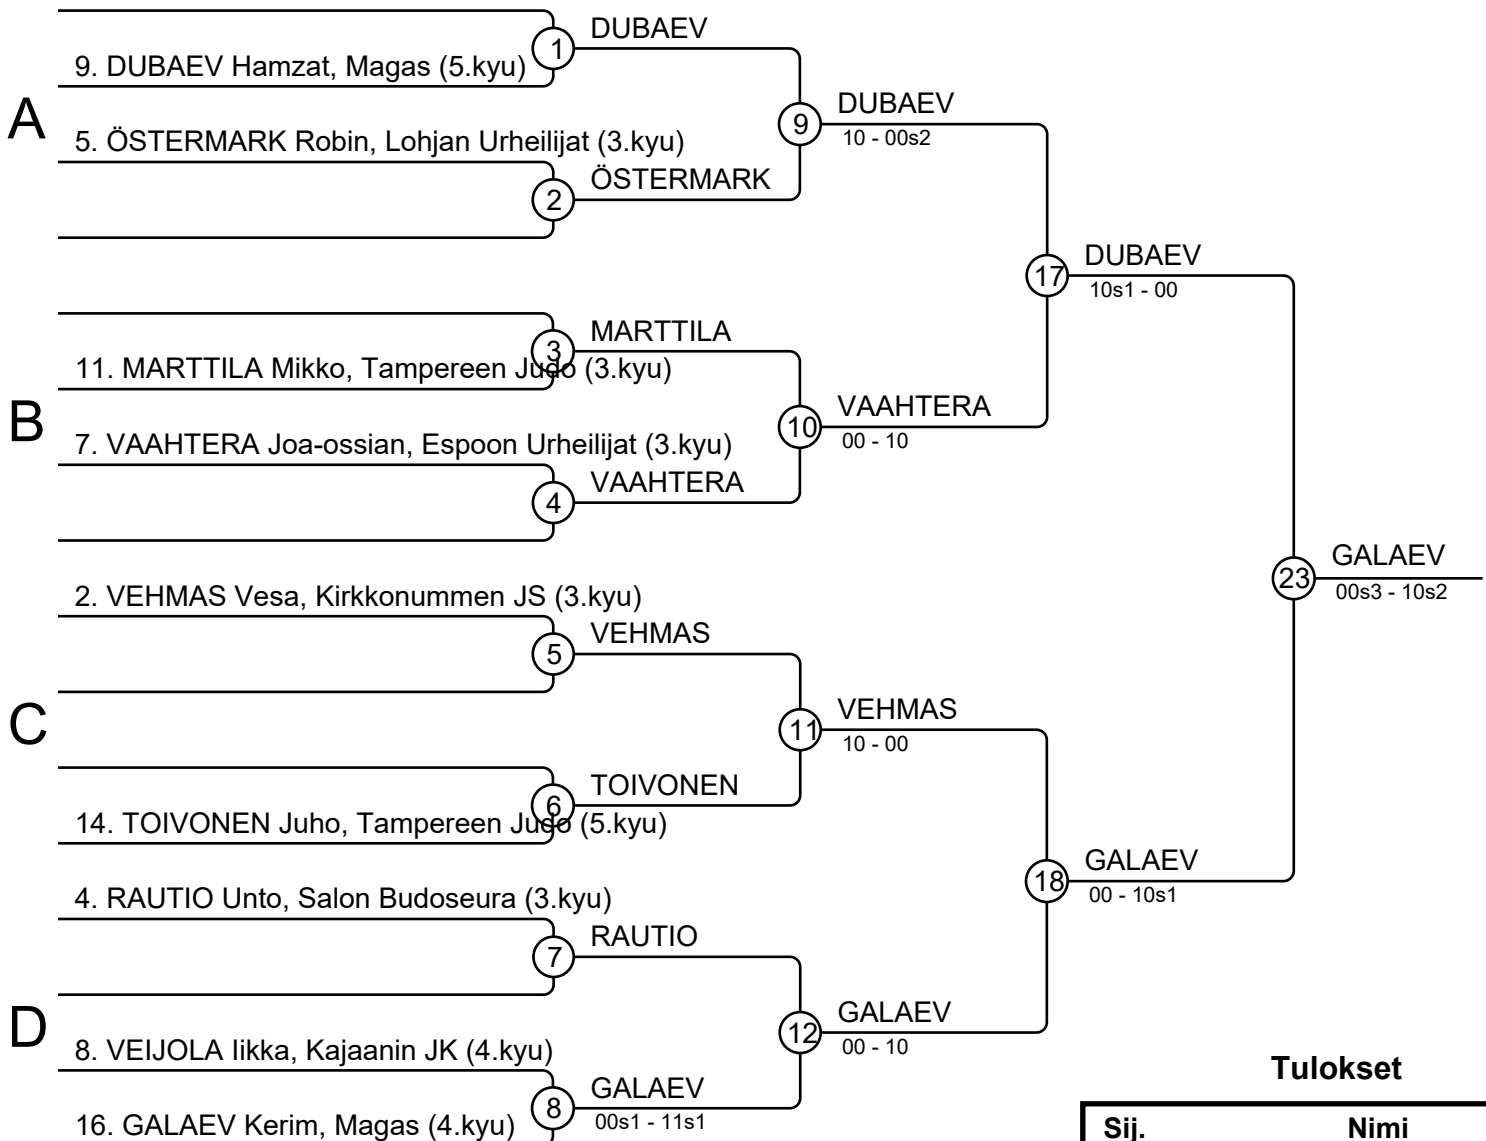 DUBAEV
1
9. DUBAEV Hamzat, Magas (5.kyu)
A
DUBAEV
9
10 - 00s2
5. ÖSTERMARK Robin, Lohjan Urheilijat (3.kyu)
ÖSTERMARK
2
DUBAEV
17
10s1 - 00
MARTTILA
3
11. MARTTILA Mikko, Tampereen Judo (3.kyu)
B
VAAHTERA
10
00 - 10
7. VAAHTERA Joa-ossian, Espoon Urheilijat (3.kyu)
VAAHTERA
4
GALAEV
23
00s3 - 10s2
2. VEHMAS Vesa, Kirkkonummen JS (3.kyu)
VEHMAS
5
C
VEHMAS
11
10 - 00
TOIVONEN
6
14. TOIVONEN Juho, Tampereen Judo (5.kyu)
GALAEV
18
00 - 10s1
4. RAUTIO Unto, Salon Budoseura (3.kyu)
RAUTIO
7
D
GALAEV
12
00 - 10
8. VEIJOLA Iikka, Kajaanin JK (4.kyu)
GALAEV
8
00s1 - 11s1
16. GALAEV Kerim, Magas (4.kyu)
Tulokset
Sij. Nimi